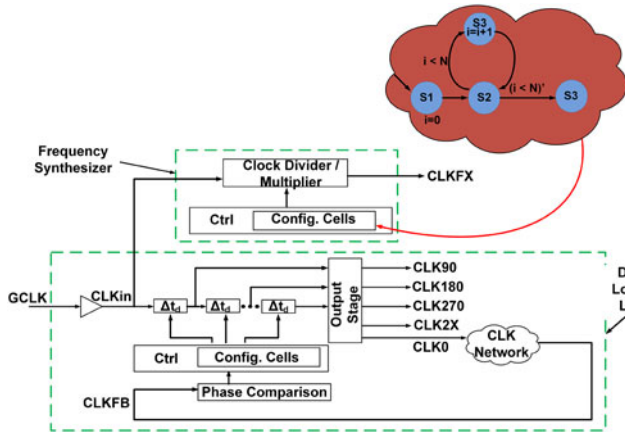 S3
i=i+1
i < N
(i < N)'
S1
S2
S3
i=0
Frequency
Synthesizer
Clock Divider /
Multiplier
CLKFX
Ctrl
Config. Cells
GCLK
CLKin
Δtd
Δtd
Δtd
Output
Stage
CLK90
CLK180
CLK270
CLK2X
CLK0
CLK
Network
Ctrl
Config. Cells
CLKFB
Phase Comparison